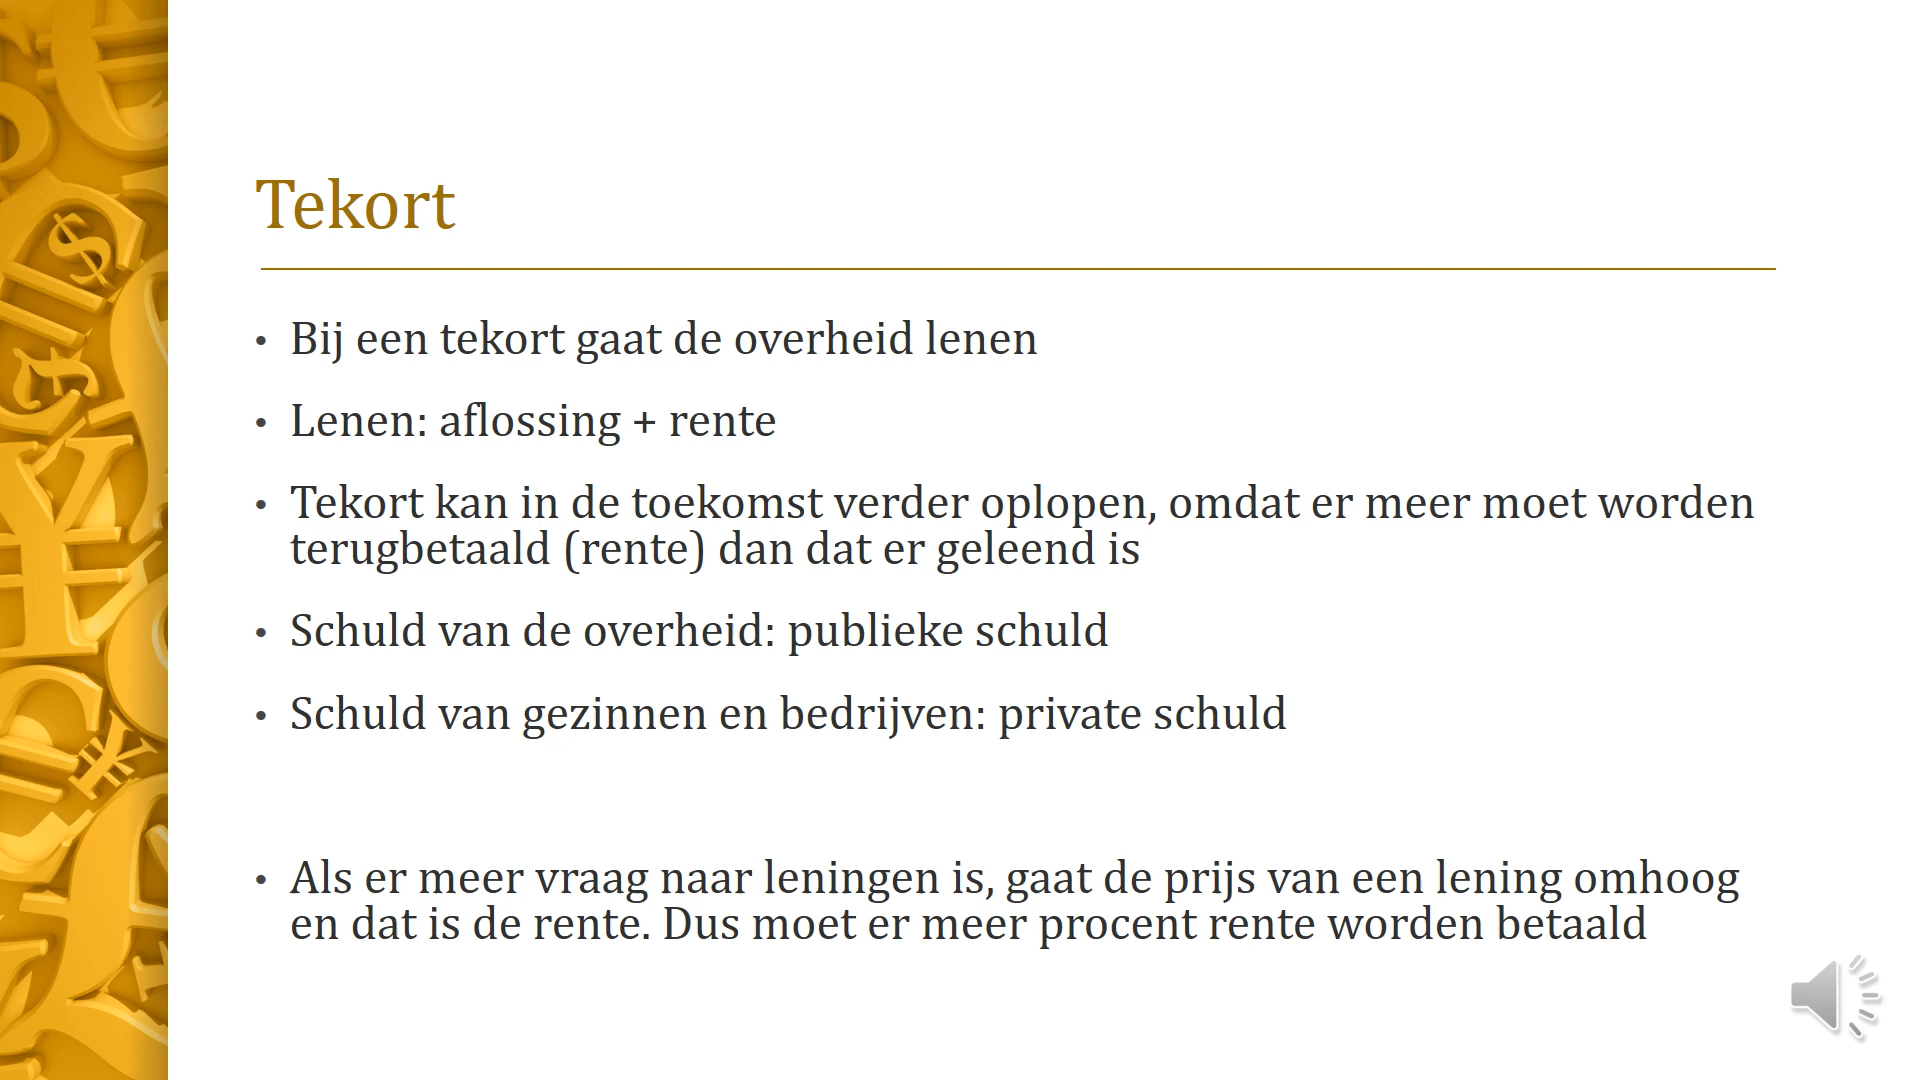 Tekort
• Bij een tekort gaat de overheid lenen
• Lenen: aflossing + rente
• Tekort kan in de toekomst verder oplopen, omdat er meer moet worden
terugbetaald (rente) dan dat er geleend is
• Schuld van de overheid: publieke schuld
• Schuld van gezinnen en bedrijven: private schuld
• Als er meer vraag naar leningen is, gaat de prijs van een lening omhoog
en dat is de rente. Dus moet er meer procent rente worden betaald